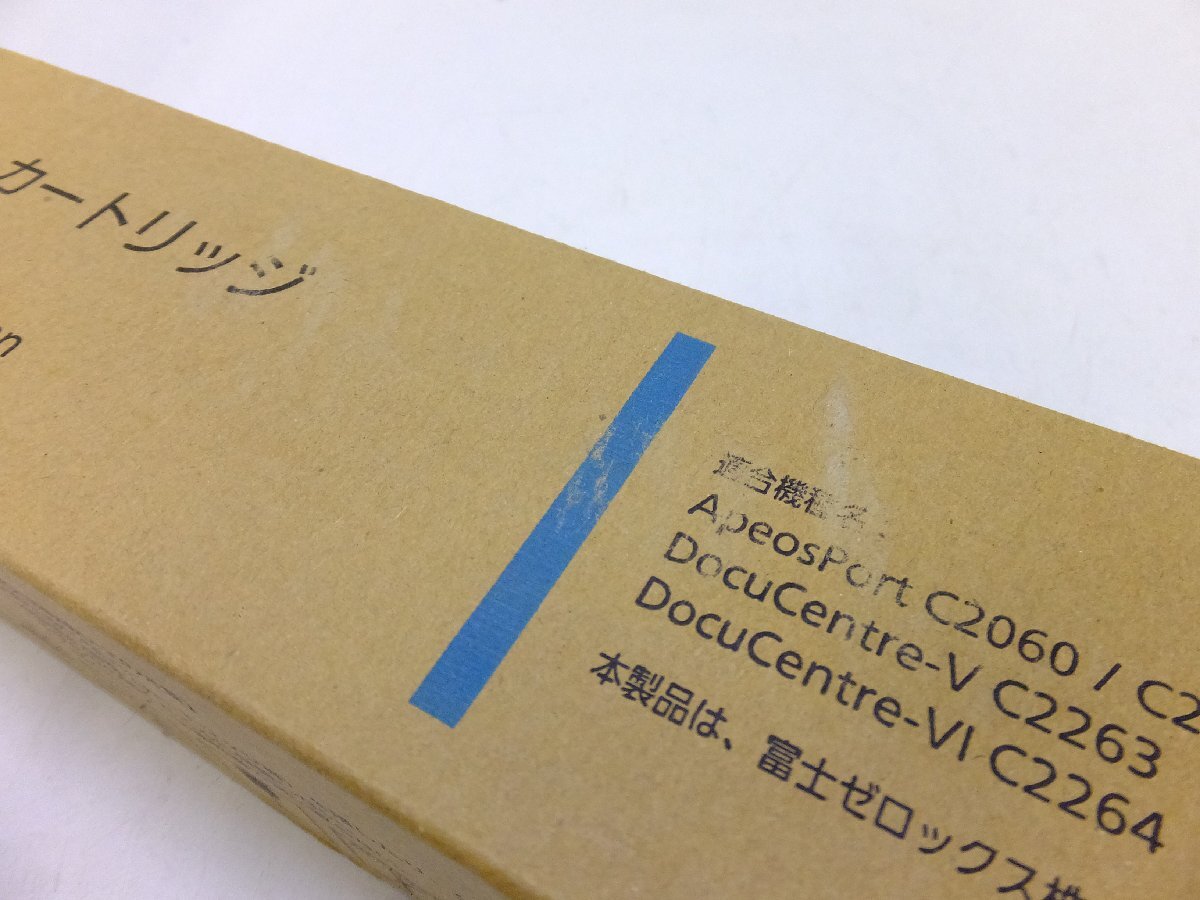 カートリッジ
適合機種名:
ApeosPort C2060 / C2
DocuCentre-V C2263
DocuCentre-VI C2264
本製品は、富士ゼロックス